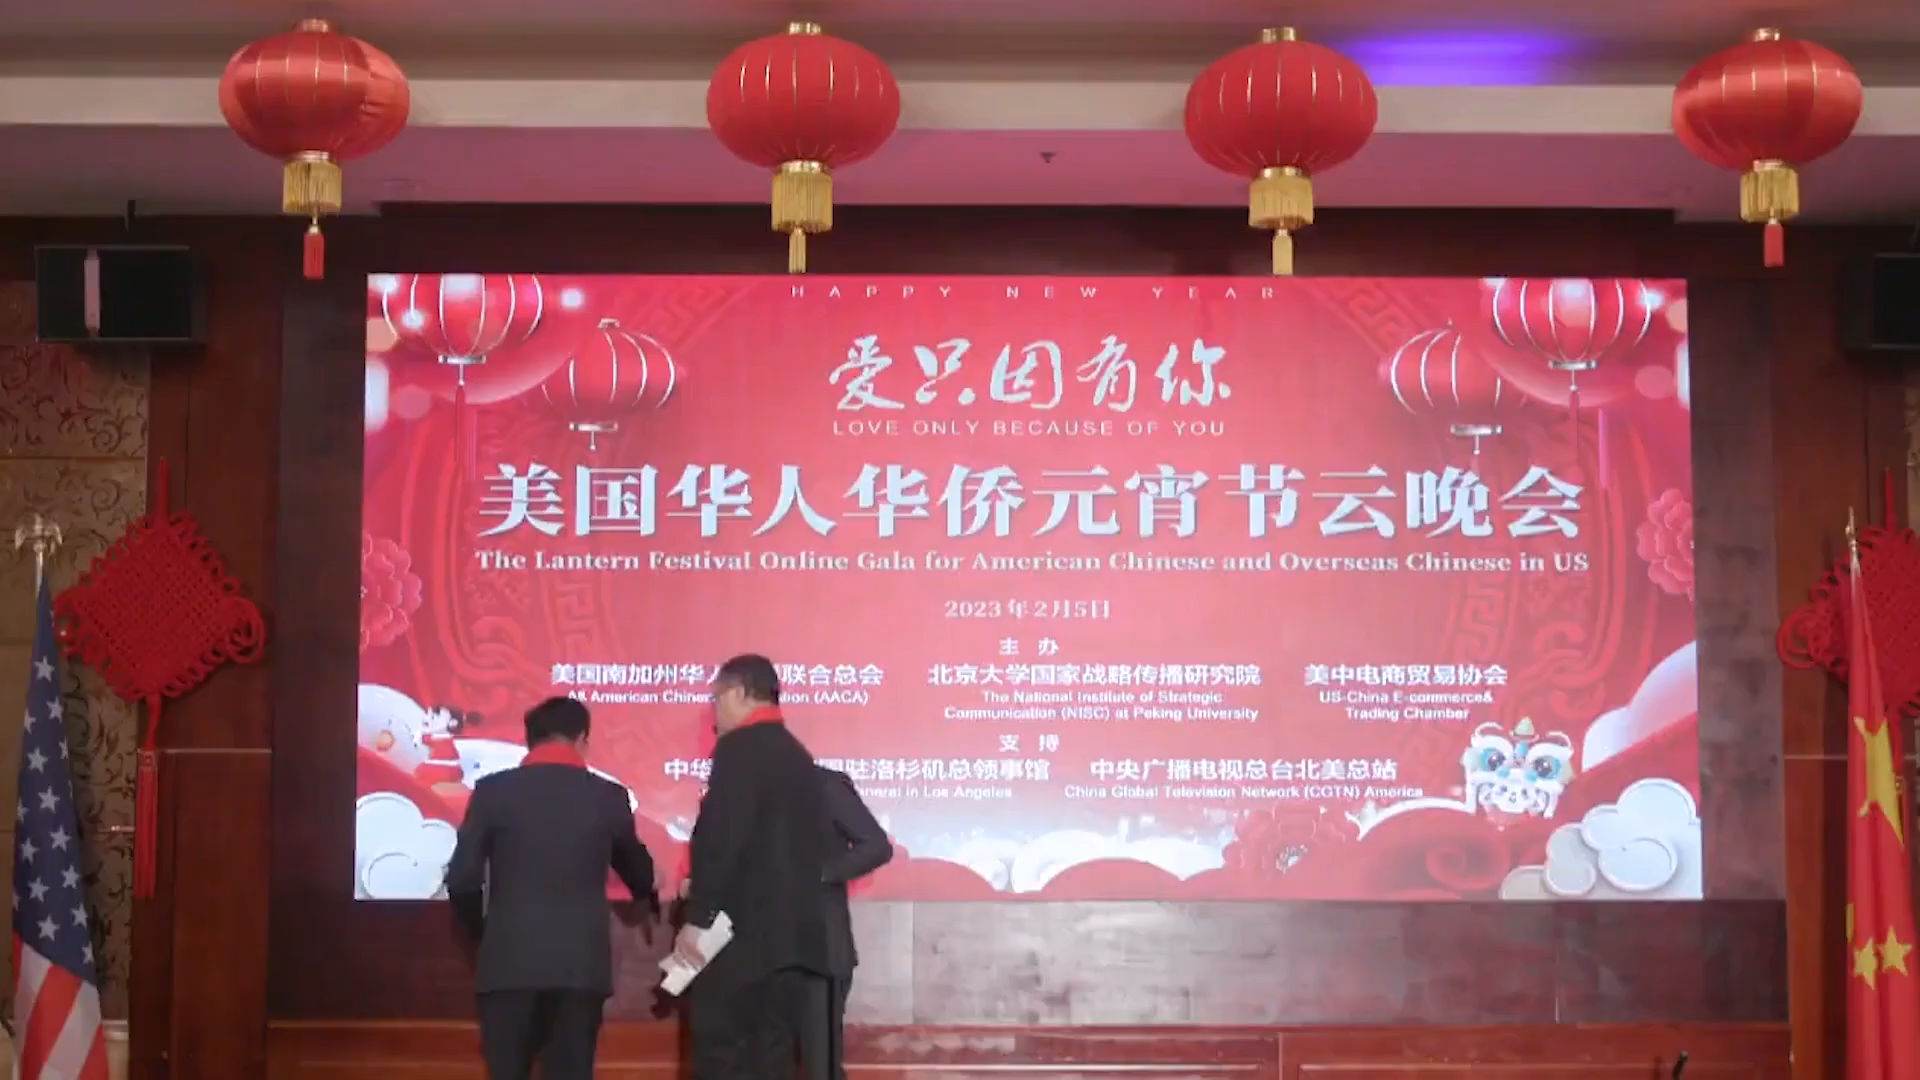 HAPPY NEW YEAR
爱只因有你
LOVE ONLY BECAUSE OF YOU
美国华人华侨元宵节云晚会
The Lantern Festival Online Gala for American Chinese and Overseas Chinese in US
2023年2月5日
主 办
美国南加州华人 联合总会 北京大学国家战略传播研究院 美中电商贸易协会
All American Chinese (AACA) The National Institute of Strategic US-China E-commerce&
Communication (NISC) at Peking University Trading Chamber
支 持
中华 驻洛杉矶总领事馆 中央广播电视总台北美总站
in Los Angeles China Global Television Network (CGTN) America